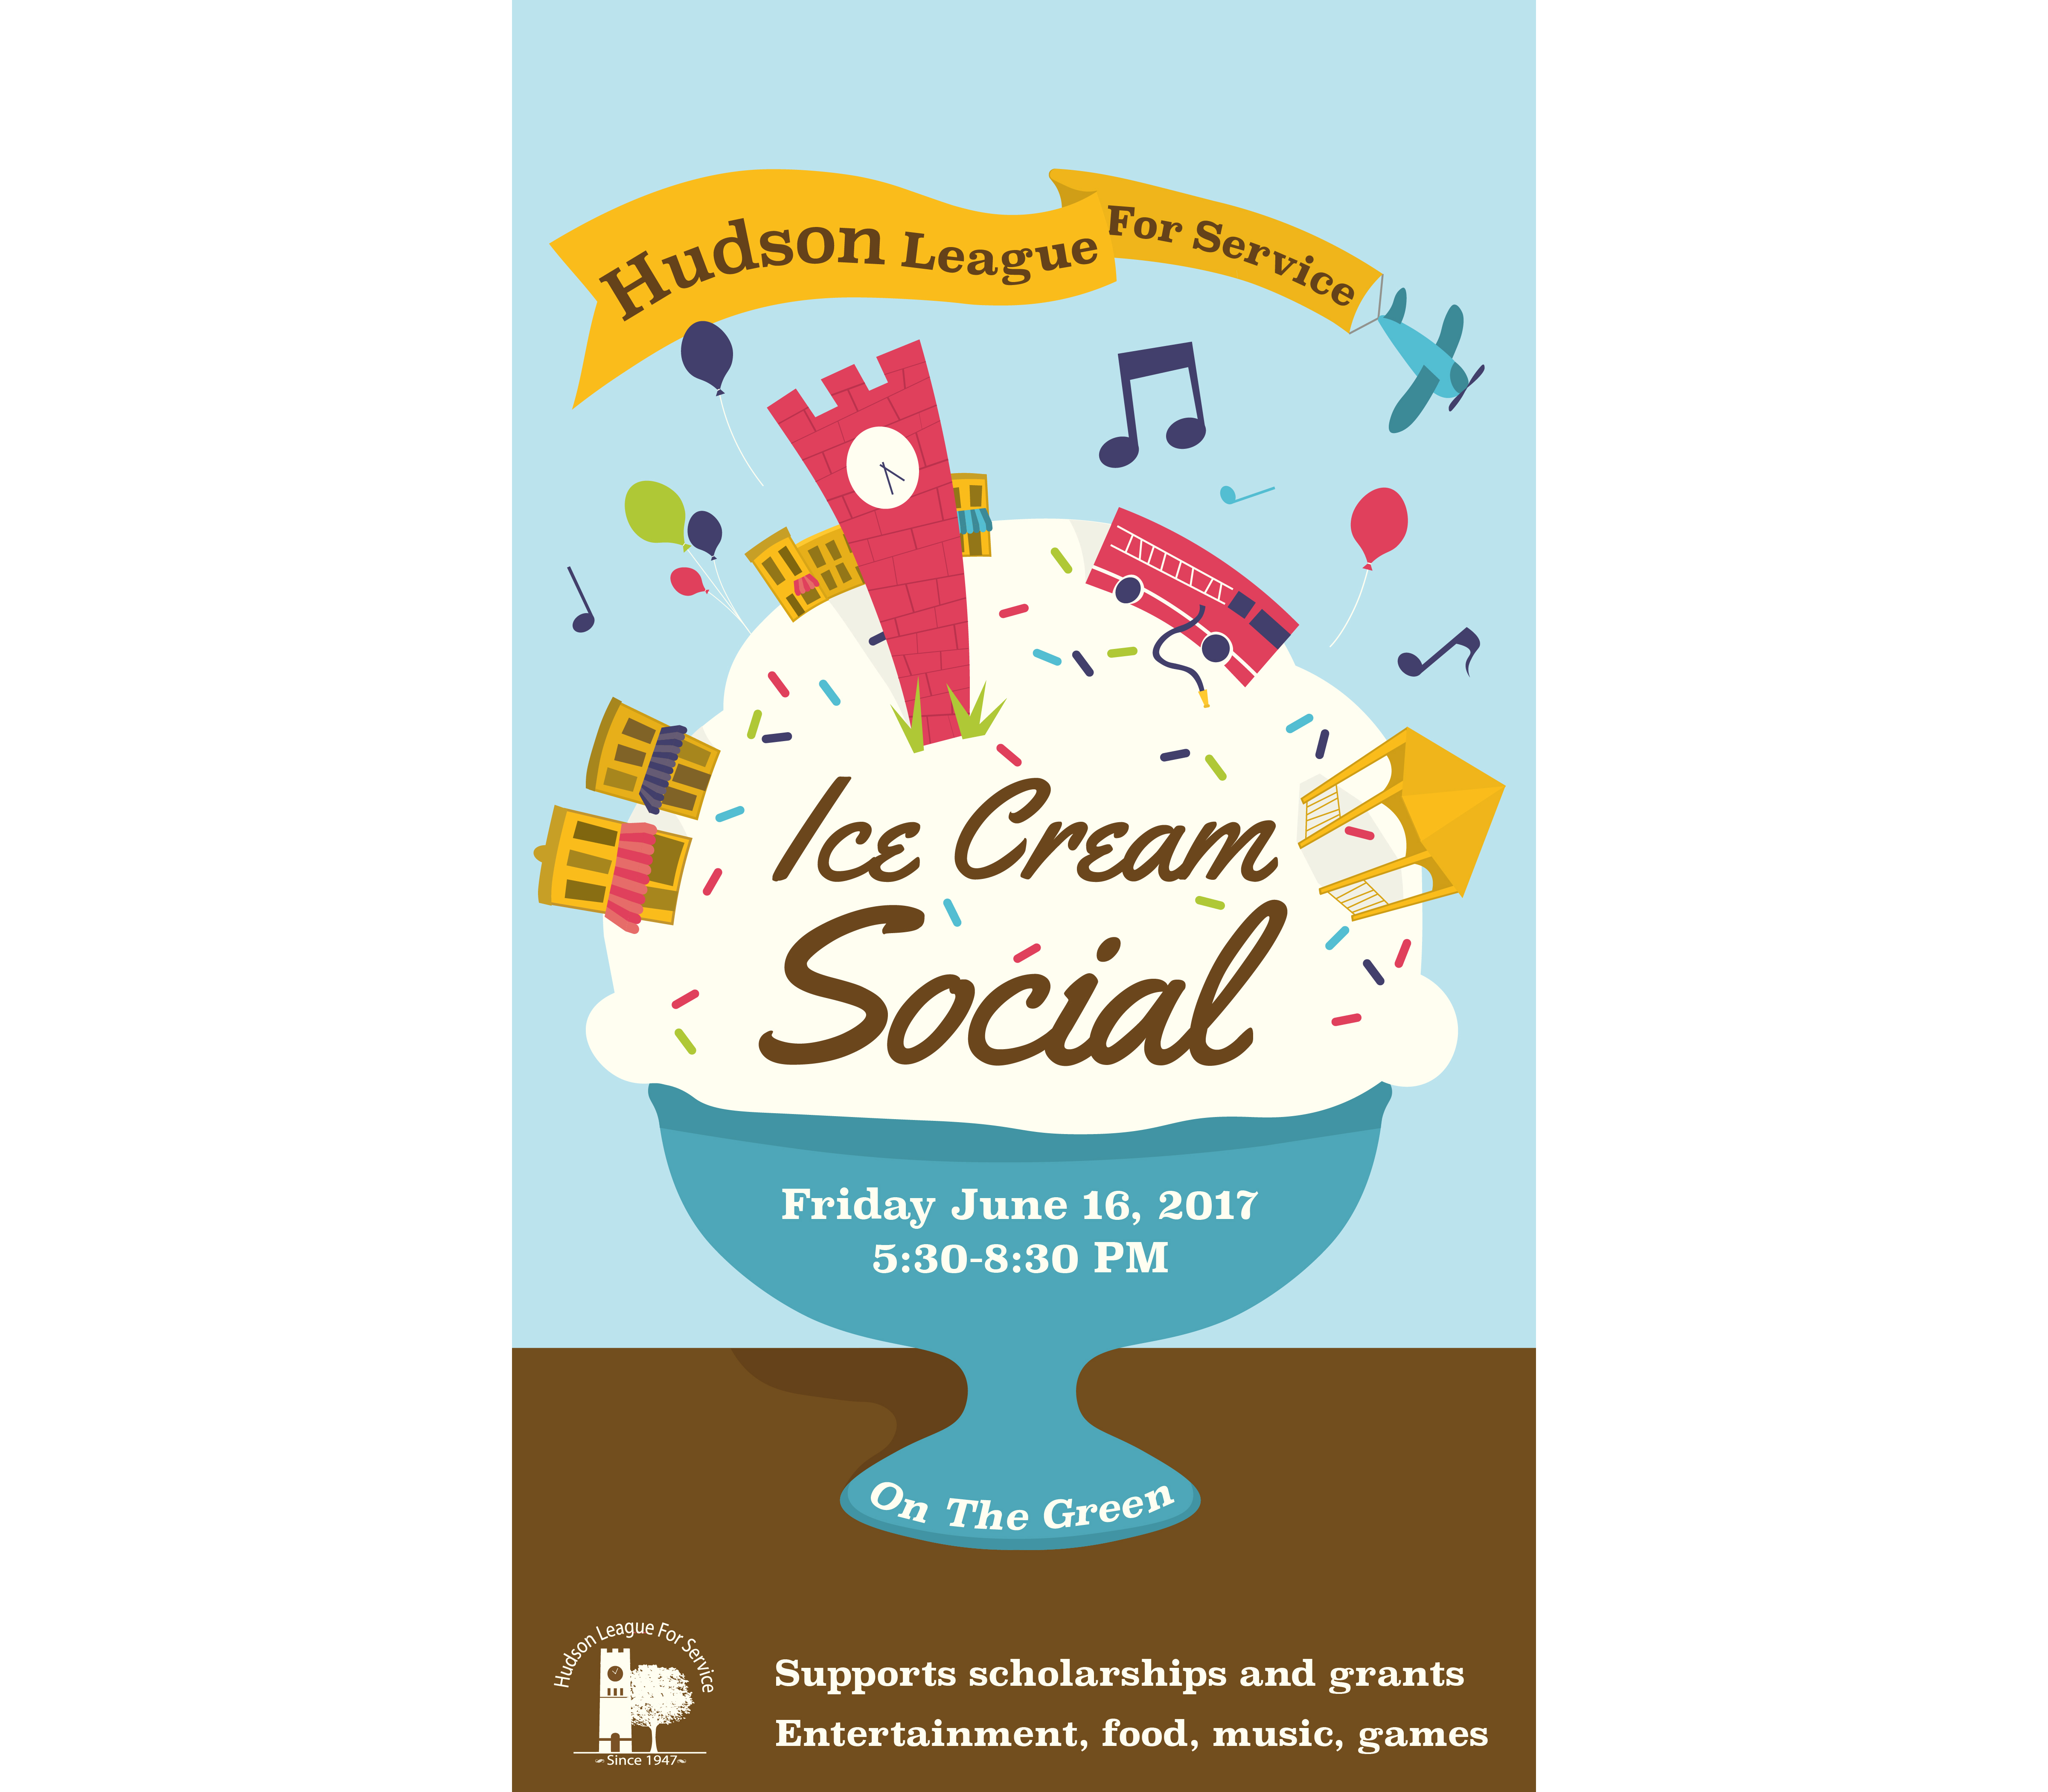 Hudson League For Service
Ice Cream
Social
Friday June 16, 2017
5:30-8:30 PM
On The Green
Hudson League For Service
Since 1947
Supports scholarships and grants
Entertainment, food, music, games